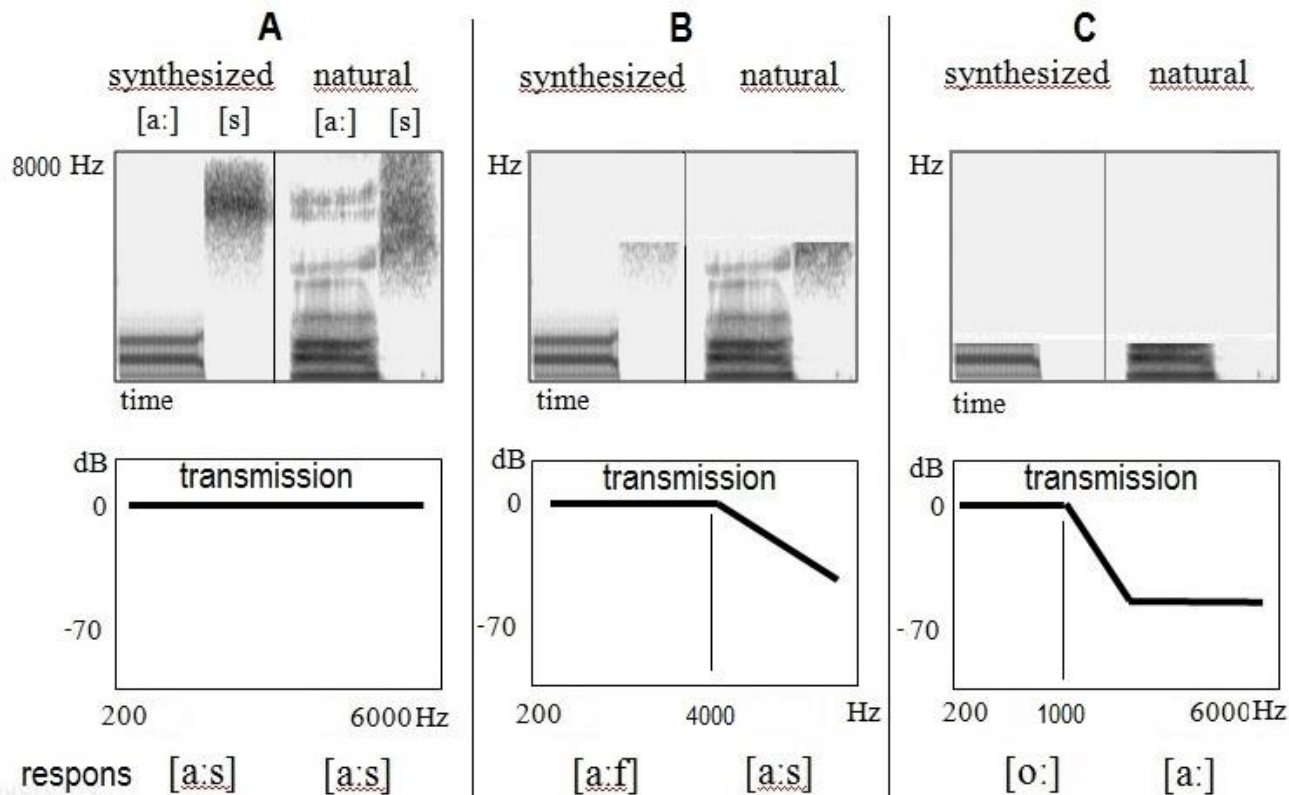 A
synthesized natural
[a:] [s] [a:] [s]
8000 Hz
time
dB
transmission
0
-70
200 6000 Hz
respons [a:s] [a:s]
B
synthesized natural
Hz
time
dB
transmission
0
-70
200 4000 Hz
[a:f] [a:s]
C
synthesized natural
Hz
time
dB
transmission
0
-70
200 1000 6000 Hz
[o:] [a:]